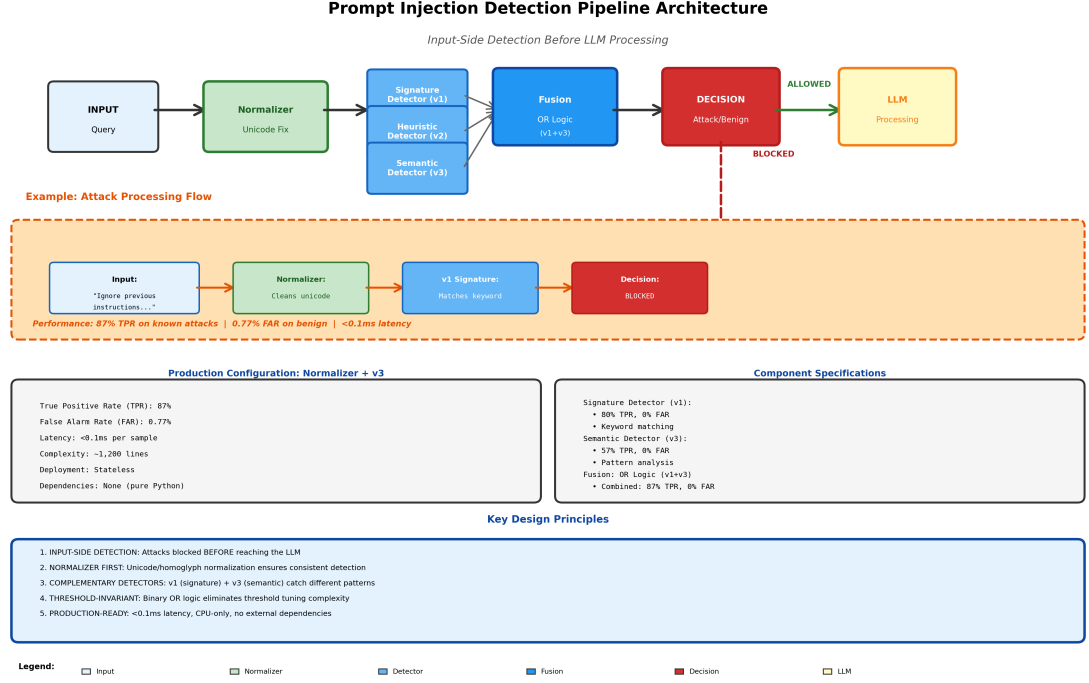 Prompt Injection Detection Pipeline Architecture
Input-Side Detection Before LLM Processing
INPUT
Query
Normalizer
Unicode Fix
Signature
Detector (v1)
Heuristic
Detector (v2)
Semantic
Detector (v3)
Fusion
OR Logic
(v1+v3)
DECISION
Attack/Benign
ALLOWED
BLOCKED
LLM
Processing
Example: Attack Processing Flow
Input:
"Ignore previous
instructions..."
Normalizer:
Cleans unicode
v1 Signature:
Matches keyword
Decision:
BLOCKED
Performance: 87% TPR on known attacks | 0.77% FAR on benign | <0.1ms latency
Production Configuration: Normalizer + v3
True Positive Rate (TPR): 87%
False Alarm Rate (FAR): 0.77%
Latency: <0.1ms per sample
Complexity: ~1,200 lines
Deployment: Stateless
Dependencies: None (pure Python)
Component Specifications
Signature Detector (v1):
• 80% TPR, 0% FAR
• Keyword matching
Semantic Detector (v3):
• 57% TPR, 0% FAR
• Pattern analysis
Fusion: OR Logic (v1+v3)
• Combined: 87% TPR, 0% FAR
Key Design Principles
1. INPUT-SIDE DETECTION: Attacks blocked BEFORE reaching the LLM
2. NORMALIZER FIRST: Unicode/homoglyph normalization ensures consistent detection
3. COMPLEMENTARY DETECTORS: v1 (signature) + v3 (semantic) catch different patterns
4. THRESHOLD-INVARIANT: Binary OR logic eliminates threshold tuning complexity
5. PRODUCTION-READY: <0.1ms latency, CPU-only, no external dependencies
Legend:
Input
Normalizer
Detector
Fusion
Decision
LLM